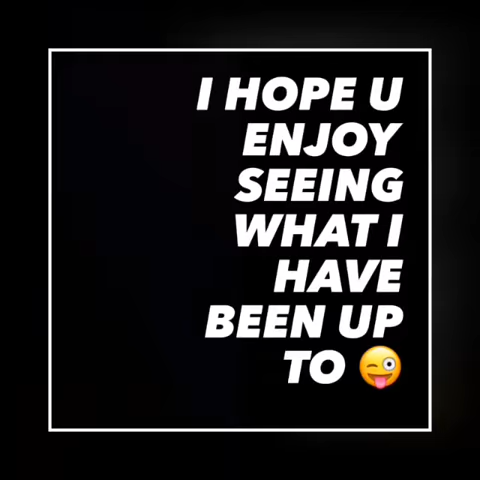 I HOPE U
ENJOY
SEEING
WHAT I
HAVE
BEEN UP
TO 😜